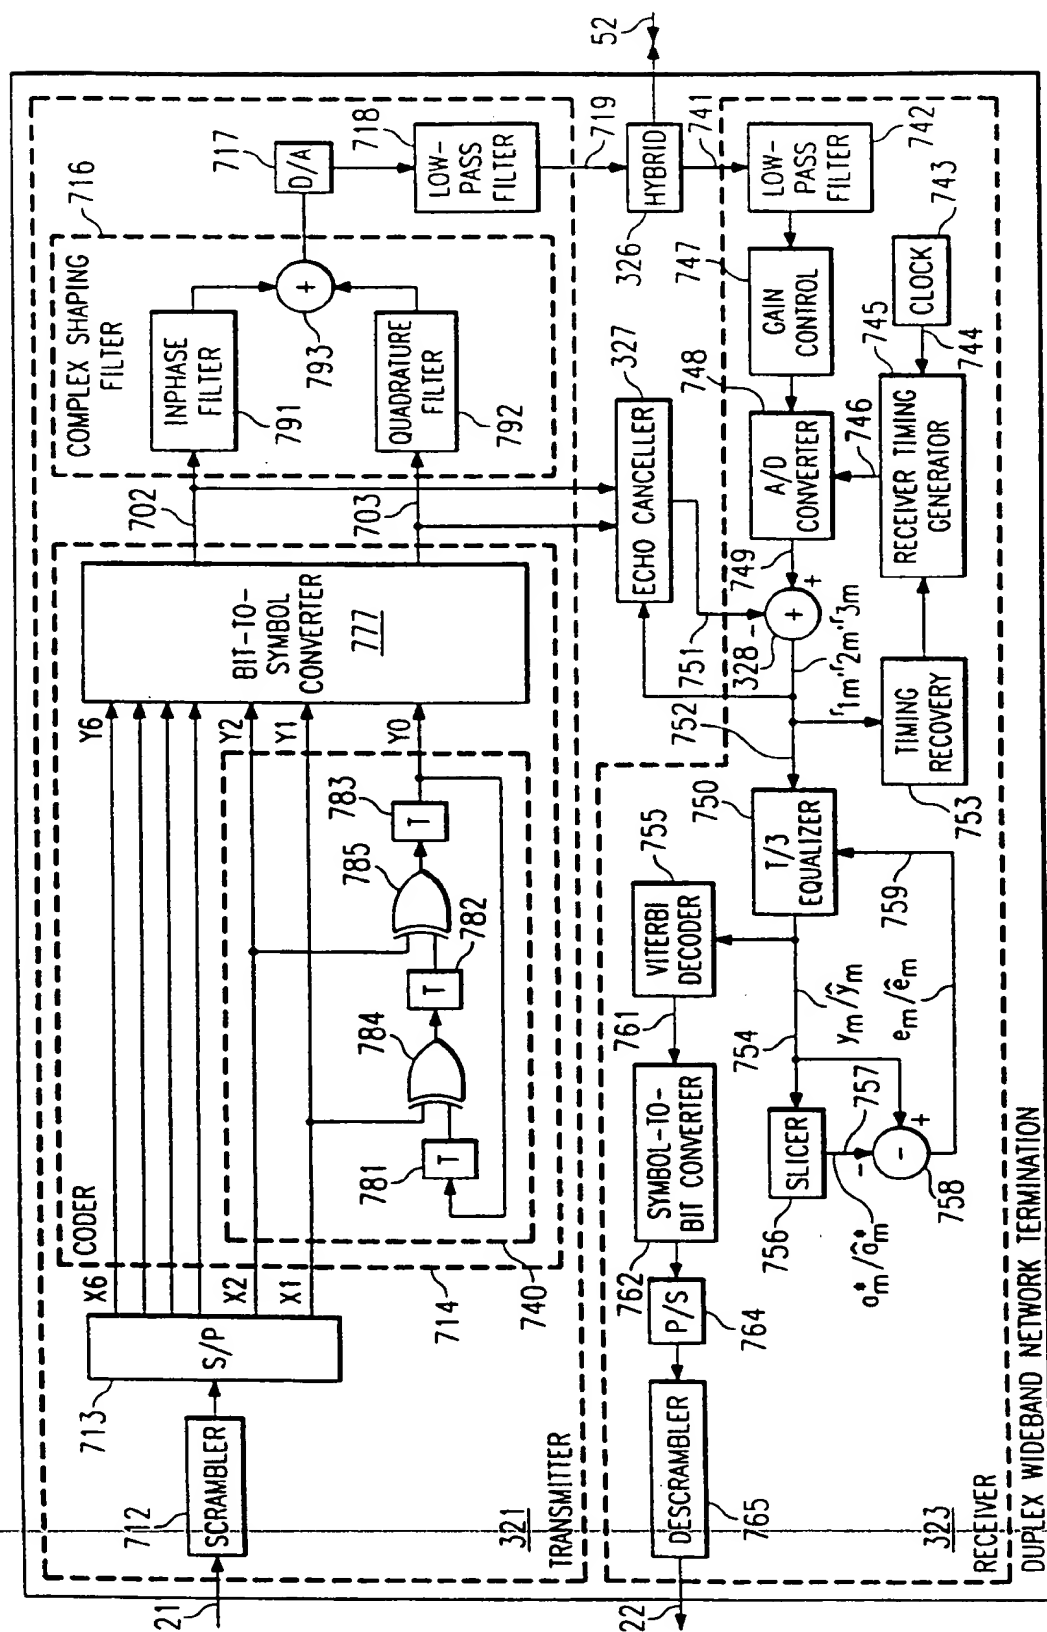 21
712
SCRAMBLER
713
S/P
X6
X2
X1
CODER
714
740
781
T
784
782
T
785
783
T
Y6
Y2
Y1
Y0
BIT-TO-
SYMBOL
CONVERTER
777
702
703
COMPLEX SHAPING
FILTER
716
INPHASE
FILTER
791
793
+
QUADRATURE
FILTER
792
717
D/A
718
LOW-
PASS
FILTER
719
321
TRANSMITTER
52
HYBRID
326
741
327
ECHO CANCELLER
751
742
LOW-
PASS
FILTER
747
GAIN
CONTROL
748
A/D
CONVERTER
746
749
743
CLOCK
744
745
RECEIVER TIMING
GENERATOR
328
-
+
+
r1m,r2m,r3m
752
TIMING
RECOVERY
753
750
T/3
EQUALIZER
759
755
VITERBI
DECODER
761
754
ym/ŷm
em/êm
SLICER
756
757
a*m/â*m
-
-
+
758
SYMBOL-TO-
BIT CONVERTER
762
P/S
764
DESCRAMBLER
765
22
323
RECEIVER
DUPLEX WIDEBAND NETWORK TERMINATION